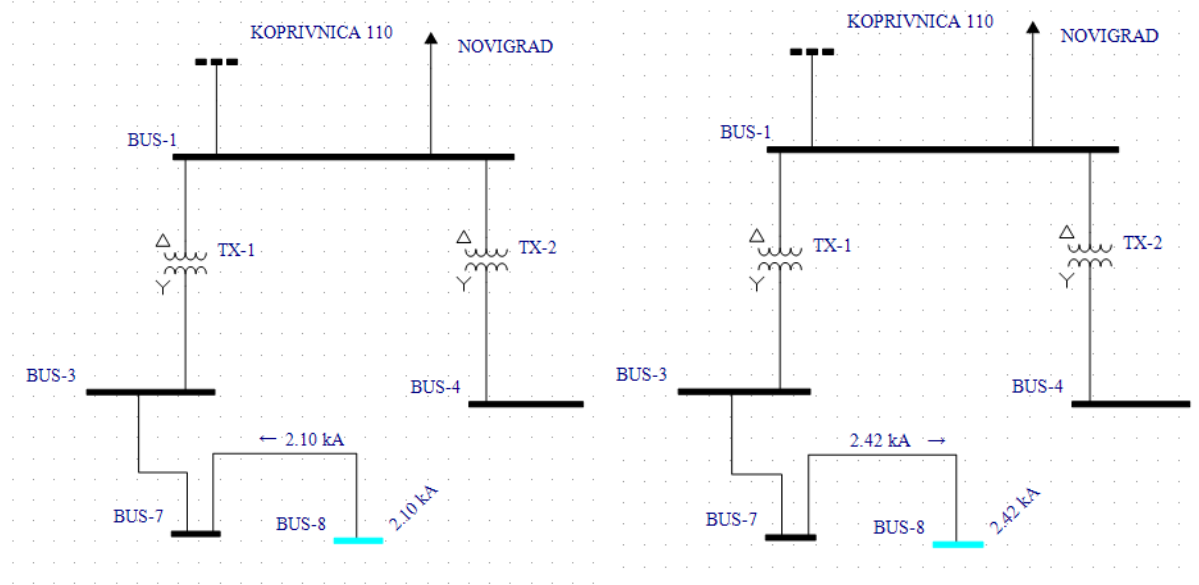 KOPRIVNICA 110
NOVIGRAD
BUS-1
TX-1
TX-2
BUS-3
BUS-4
← 2.10 kA
BUS-7
BUS-8
2.10 kA
KOPRIVNICA 110
NOVIGRAD
BUS-1
TX-1
TX-2
BUS-3
BUS-4
2.42 kA →
BUS-7
BUS-8
2.42 kA